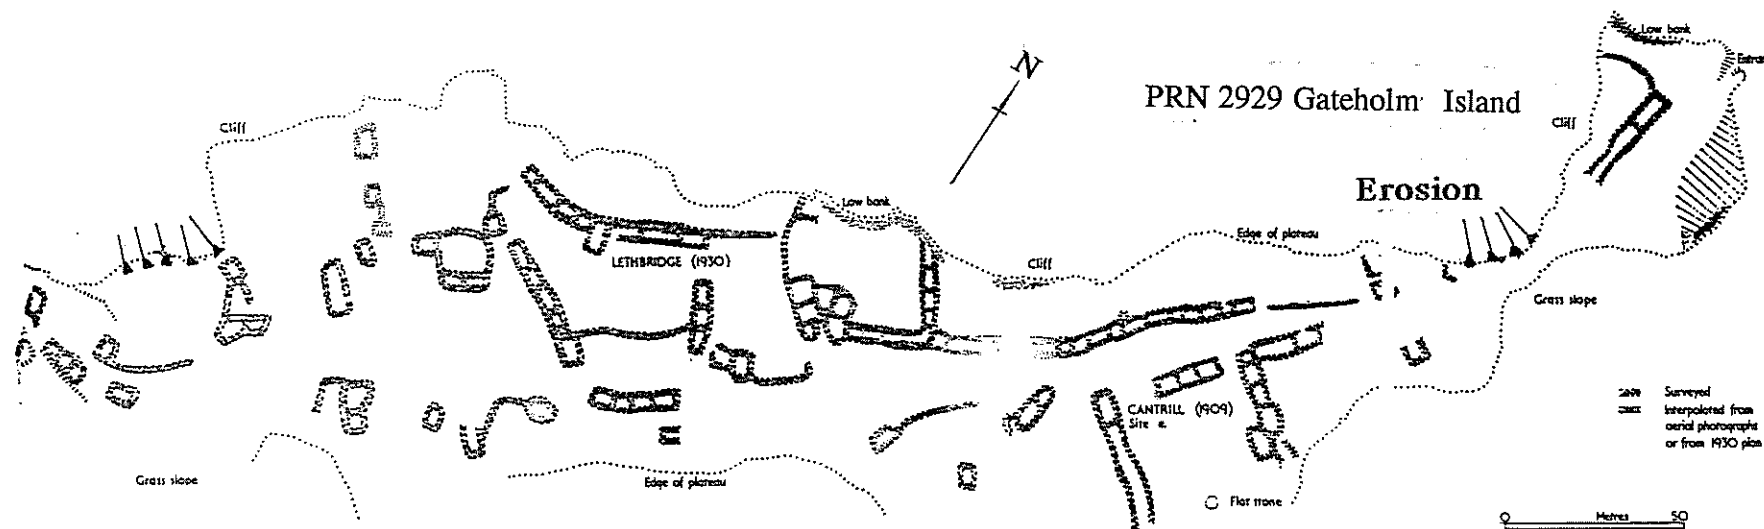 Low bank
Entran
N
PRN 2929 Gateholm Island
Cliff
Cliff
Erosion
Low bank
Edge of plateau
LETHBRIDGE (1930)
Cliff
Grass slope
CANTRILL (1909)
Site e.
Surveyed
Interpolated from
aerial photographs
or from 1930 plan
Grass slope
Edge of plateau
Flat stone
0 Metres 50